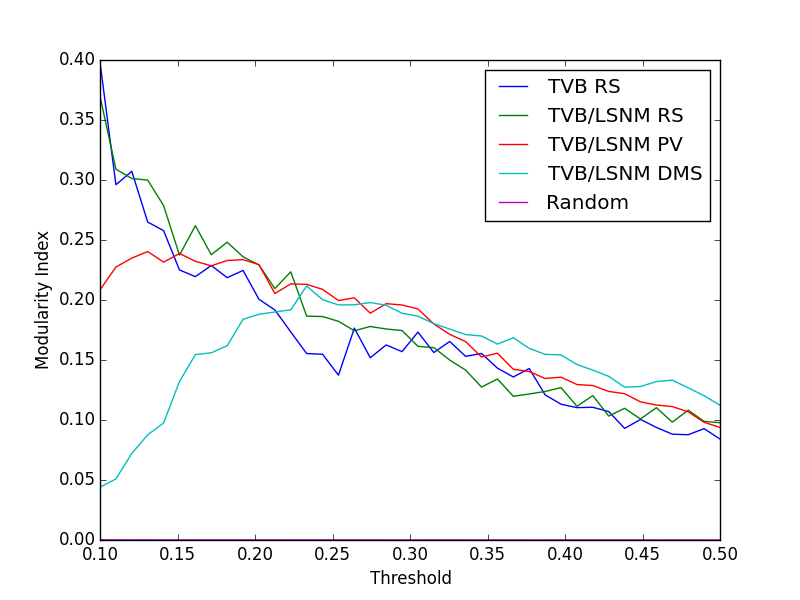 0.40
0.35
0.30
0.25
0.20
0.15
0.10
0.05
0.00
Modularity Index
TVB RS
TVB/LSNM RS
TVB/LSNM PV
TVB/LSNM DMS
Random
0.10 0.15 0.20 0.25 0.30 0.35 0.40 0.45 0.50
Threshold